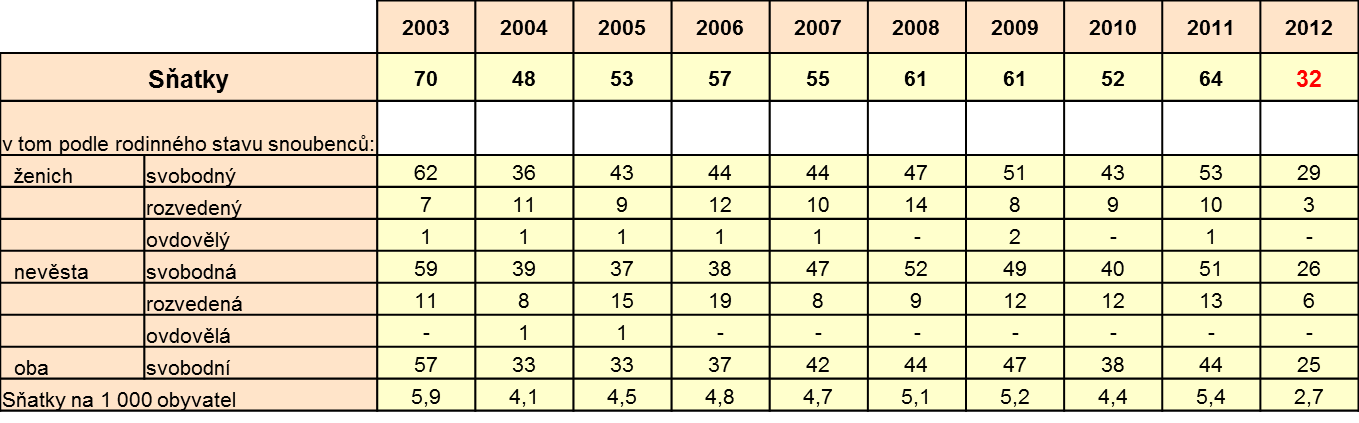 2003 2004 2005 2006 2007 2008 2009 2010 2011 2012
Sňatky 70 48 53 57 55 61 61 52 64 32
v tom podle rodinného stavu snoubenců:
ženich svobodný 62 36 43 44 44 47 51 43 53 29
rozvedený 7 11 9 12 10 14 8 9 10 3
ovdovělý 1 1 1 1 1 - 2 - 1 -
nevěsta svobodná 59 39 37 38 47 52 49 40 51 26
rozvedená 11 8 15 19 8 9 12 12 13 6
ovdovělá - 1 1 - - - - - - -
oba svobodní 57 33 33 37 42 44 47 38 44 25
Sňatky na 1 000 obyvatel 5,9 4,1 4,5 4,8 4,7 5,1 5,2 4,4 5,4 2,7